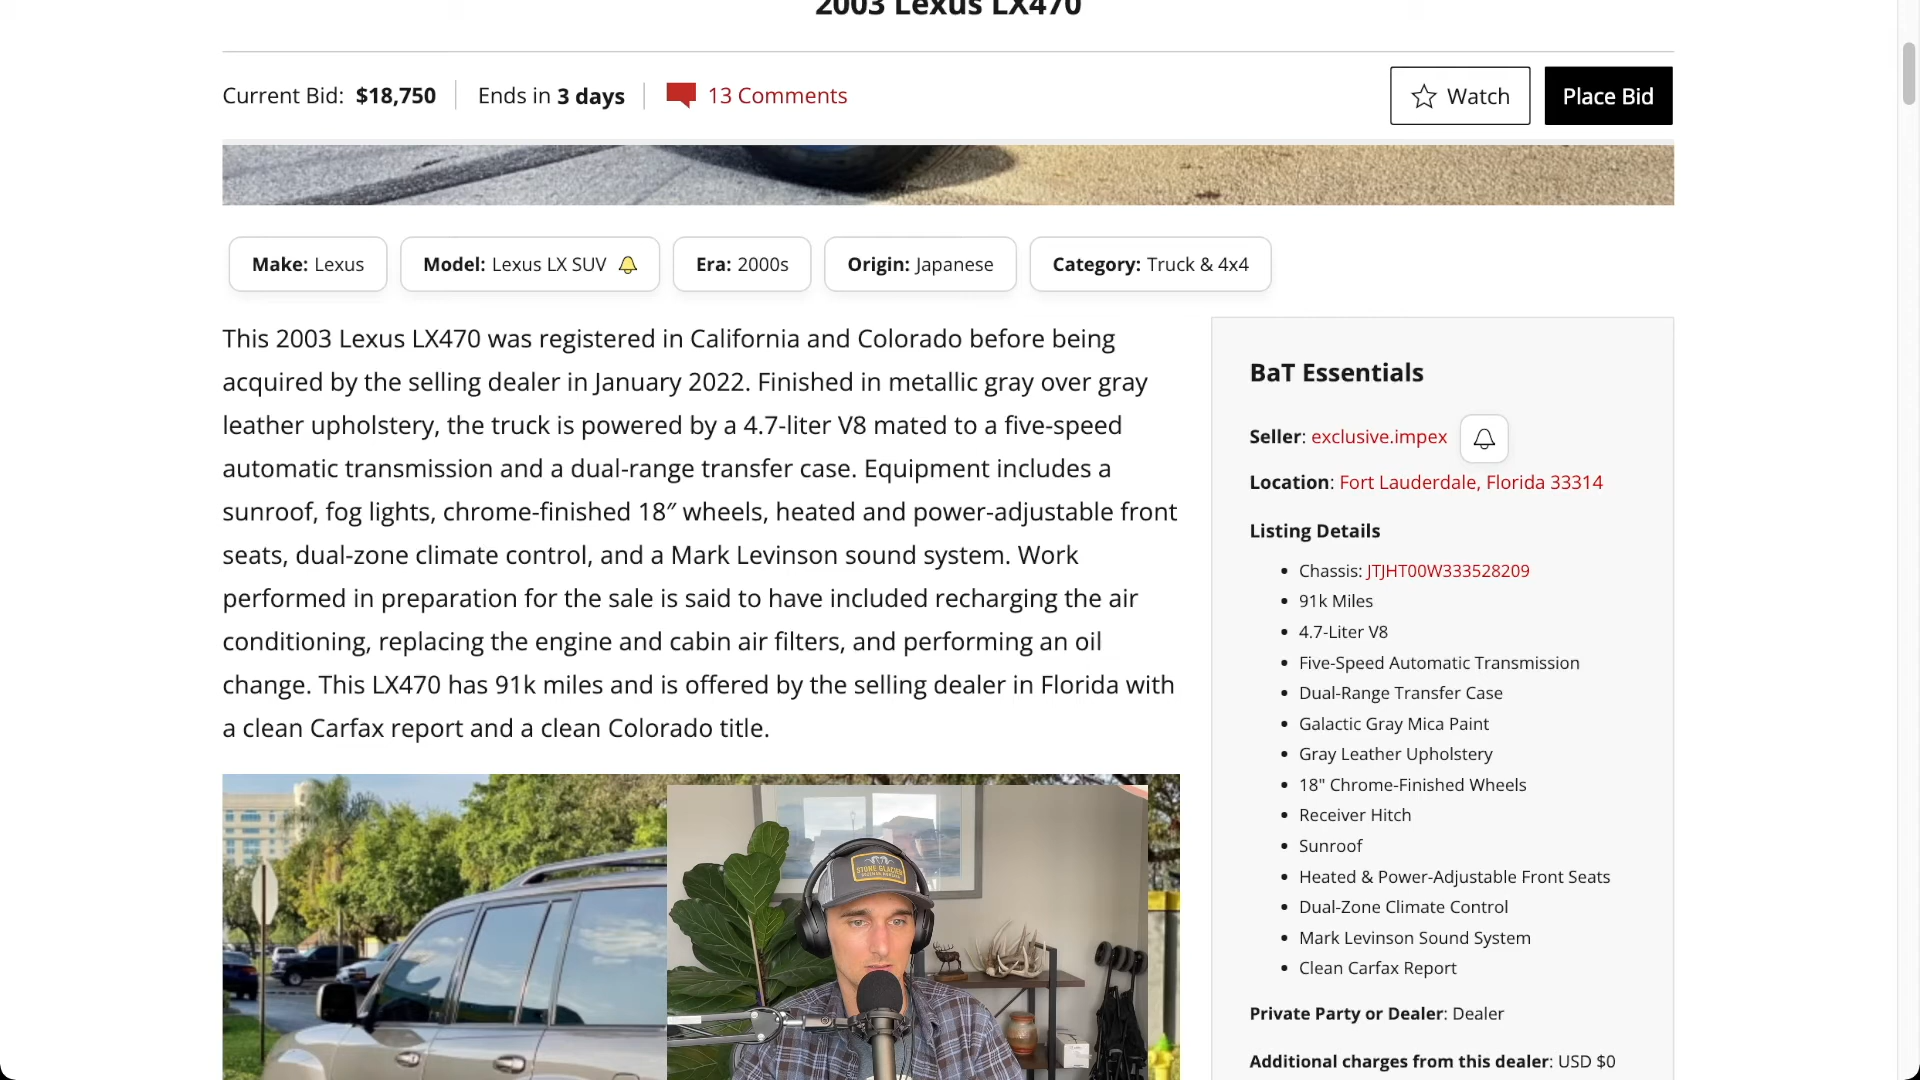 2003 Lexus LX470
Current Bid: $18,750
Ends in 3 days
13 Comments
Watch
Place Bid
Make: Lexus
Model: Lexus LX SUV
Era: 2000s
Origin: Japanese
Category: Truck & 4x4
This 2003 Lexus LX470 was registered in California and Colorado before being
acquired by the selling dealer in January 2022. Finished in metallic gray over gray
leather upholstery, the truck is powered by a 4.7-liter V8 mated to a five-speed
automatic transmission and a dual-range transfer case. Equipment includes a
sunroof, fog lights, chrome-finished 18″ wheels, heated and power-adjustable front
seats, dual-zone climate control, and a Mark Levinson sound system. Work
performed in preparation for the sale is said to have included recharging the air
conditioning, replacing the engine and cabin air filters, and performing an oil
change. This LX470 has 91k miles and is offered by the selling dealer in Florida with
a clean Carfax report and a clean Colorado title.
BaT Essentials
Seller: exclusive.impex
Location: Fort Lauderdale, Florida 33314
Listing Details
• Chassis: JTJHT00W333528209
• 91k Miles
• 4.7-Liter V8
• Five-Speed Automatic Transmission
• Dual-Range Transfer Case
• Galactic Gray Mica Paint
• Gray Leather Upholstery
• 18" Chrome-Finished Wheels
• Receiver Hitch
• Sunroof
• Heated & Power-Adjustable Front Seats
• Dual-Zone Climate Control
• Mark Levinson Sound System
• Clean Carfax Report
Private Party or Dealer: Dealer
Additional charges from this dealer: USD $0
STONE GLACIER